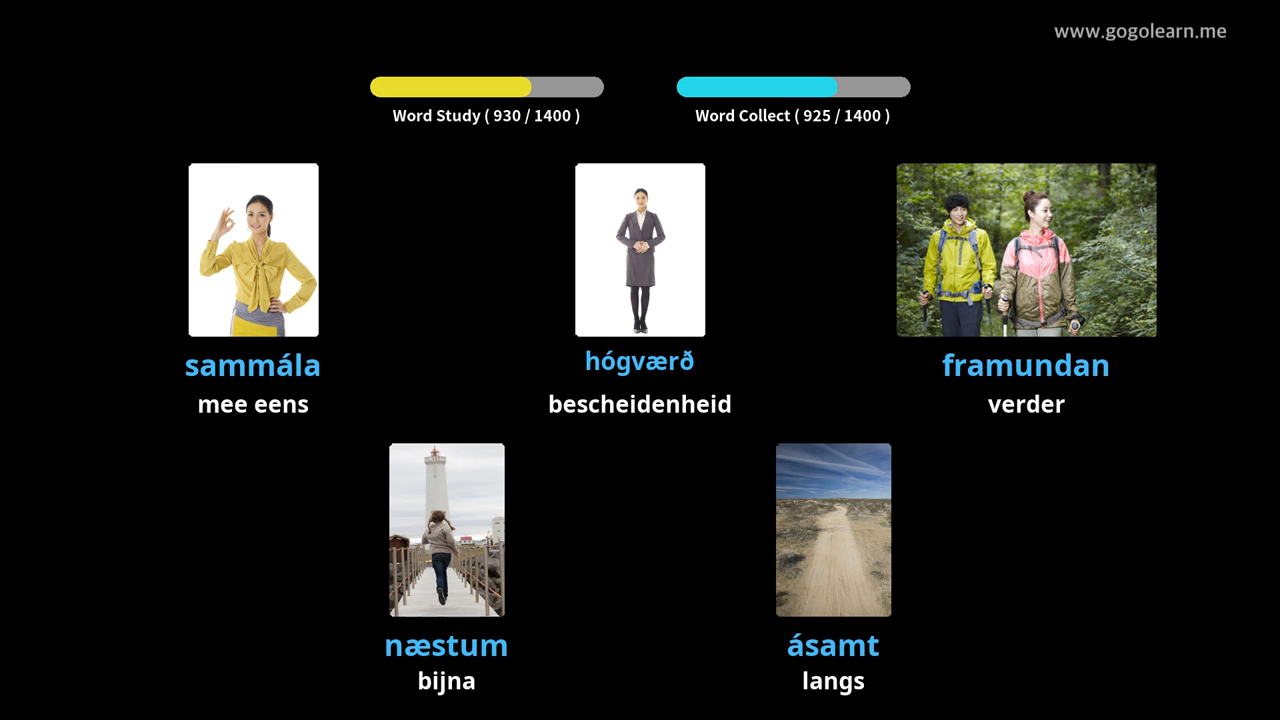 www.gogolearn.me
Word Study ( 930 / 1400 )
Word Collect ( 925 / 1400 )
sammála
mee eens
hógværð
bescheidenheid
framundan
verder
næstum
bijna
ásamt
langs